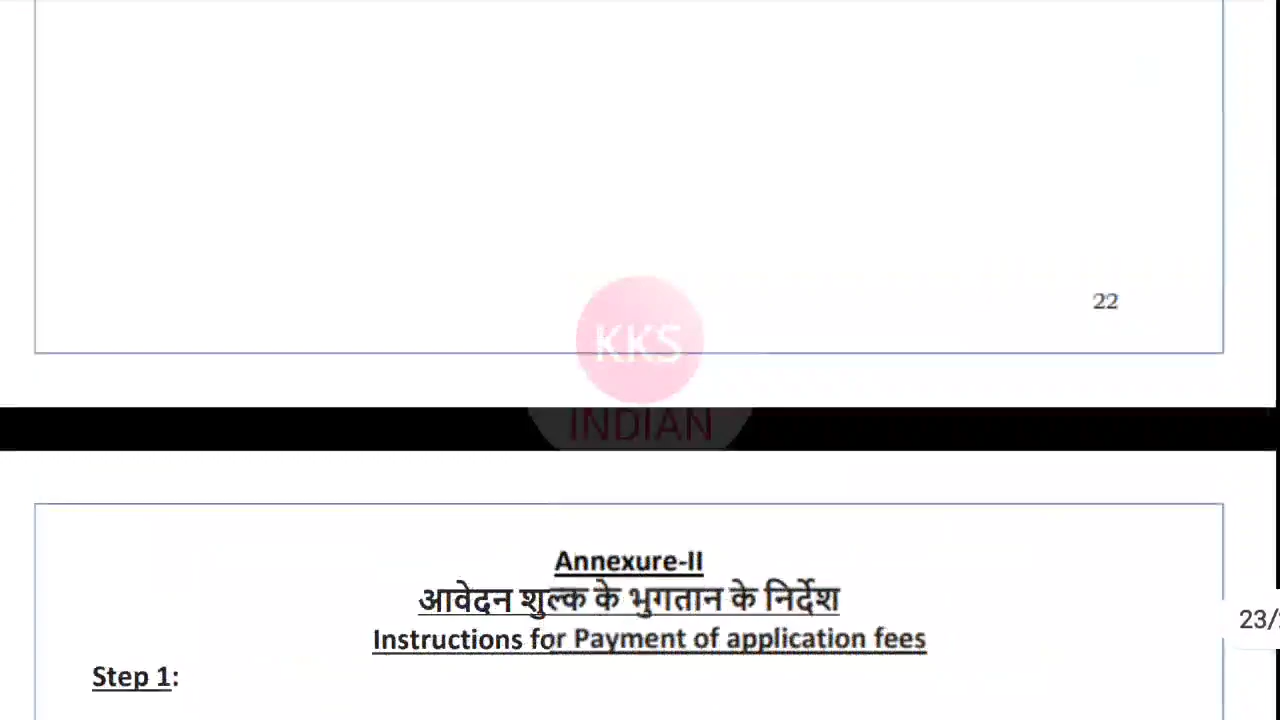 22
KKS
INDIAN
Annexure-II
आवेदन शुल्क के भुगतान के निर्देश
Instructions for Payment of application fees
23/
Step 1: